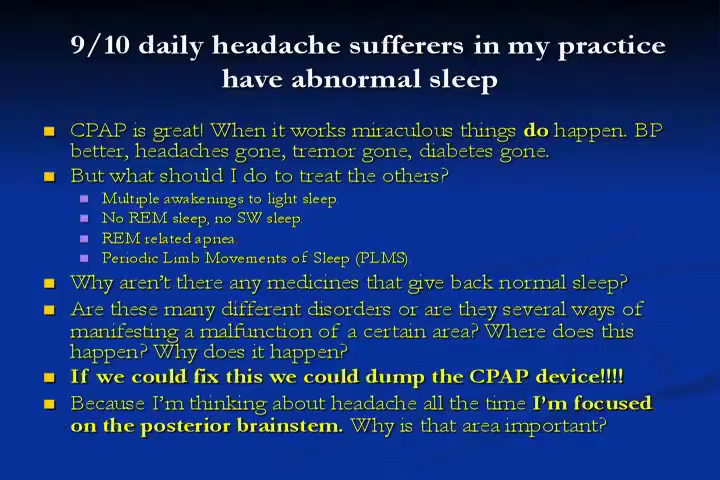 9/10 daily headache sufferers in my practice
have abnormal sleep
CPAP is great! When it works miraculous things do happen. BP
better, headaches gone, tremor gone, diabetes gone.
But what should I do to treat the others?
Multiple awakenings to light sleep.
No REM sleep, no SW sleep.
REM related apnea.
Periodic Limb Movements of Sleep (PLMS).
Why aren't there any medicines that give back normal sleep?
Are these many different disorders or are they several ways of
manifesting a malfunction of a certain area? Where does this
happen? Why does it happen?
If we could fix this we could dump the CPAP device!!!!
Because I'm thinking about headache all the time I'm focused
on the posterior brainstem. Why is that area important?